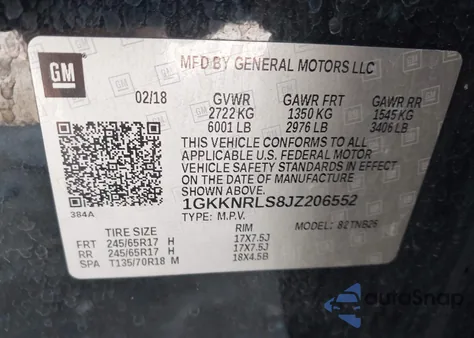 GM
MFD BY GENERAL MOTORS LLC
02/18 GVWR GAWR FRT GAWR RR
2722 KG 1350 KG 1545 KG
6001 LB 2976 LB 3406 LB
THIS VEHICLE CONFORMS TO ALL
APPLICABLE U.S. FEDERAL MOTOR
VEHICLE SAFETY STANDARDS IN
EFFECT ON THE DATE OF
MANUFACTURE SHOWN ABOVE.
384A
1GKKNRLS8JZ206552
TYPE: M.P.V. MODEL: 82TNB26
TIRE SIZE RIM
FRT 245/65R17 H 17X7.5J
RR 245/65R17 H 17X7.5J
SPA T135/70R18 M 18X4.5B
autoSnap